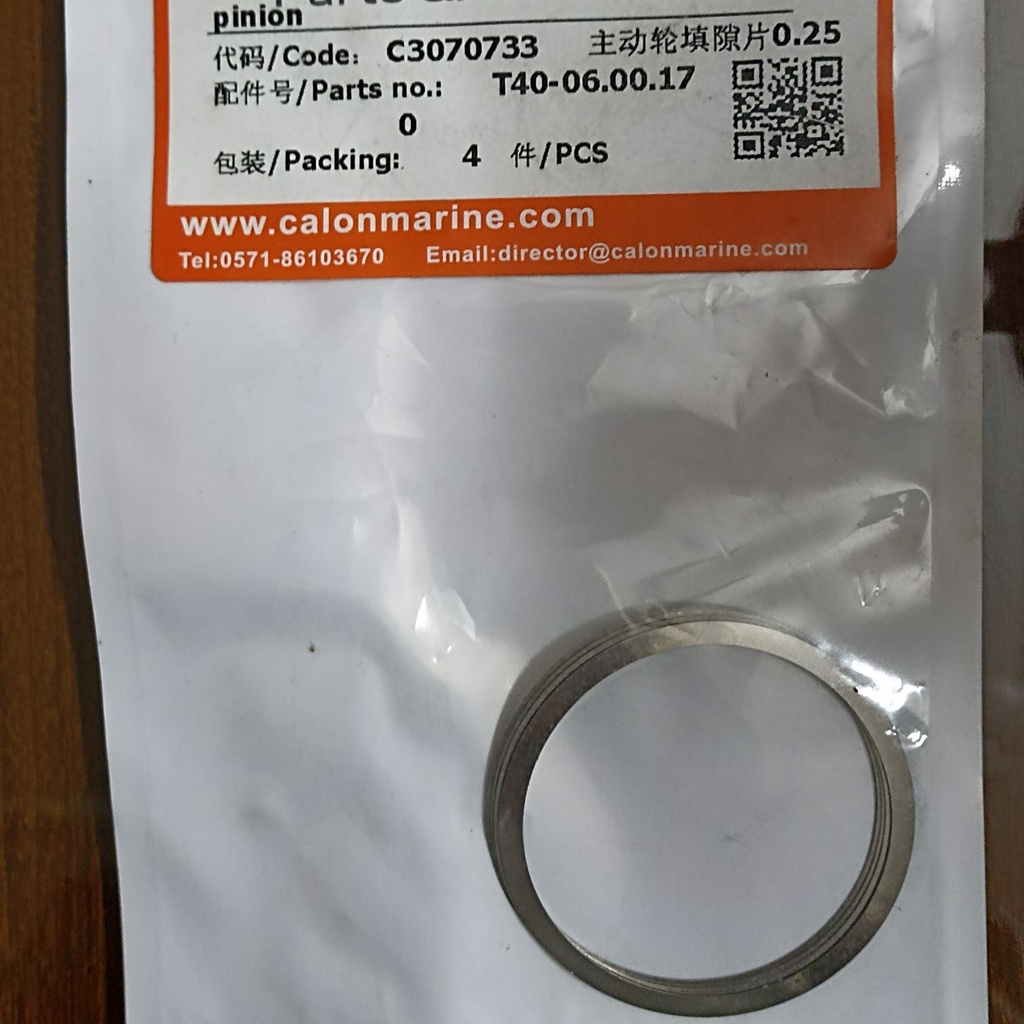 pinion
代码/Code: C3070733 主动轮填隙片0.25
配件号/Parts no.: T40-06.00.17
0
包装/Packing: 4 件/PCS
www.calonmarine.com
Tel:0571-86103670 Email:director@calonmarine.com